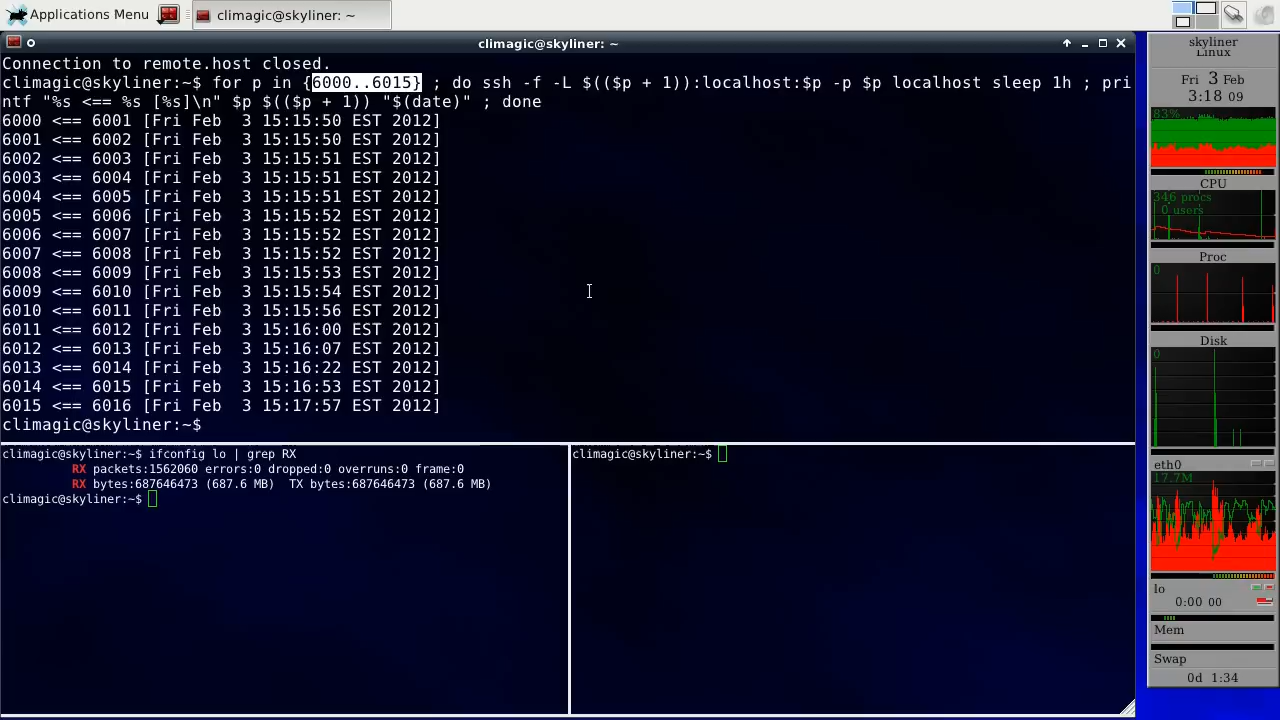 Applications Menu
climagic@skyliner: ~
climagic@skyliner: ~
Connection to remote.host closed.
climagic@skyliner:~$ for p in {6000..6015} ; do ssh -f -L $(($p + 1)):localhost:$p -p $p localhost sleep 1h ; pri
ntf "%s <== %s [%s]\n" $p $(($p + 1)) "$(date)" ; done
6000 <== 6001 [Fri Feb  3 15:15:50 EST 2012]
6001 <== 6002 [Fri Feb  3 15:15:50 EST 2012]
6002 <== 6003 [Fri Feb  3 15:15:51 EST 2012]
6003 <== 6004 [Fri Feb  3 15:15:51 EST 2012]
6004 <== 6005 [Fri Feb  3 15:15:51 EST 2012]
6005 <== 6006 [Fri Feb  3 15:15:52 EST 2012]
6006 <== 6007 [Fri Feb  3 15:15:52 EST 2012]
6007 <== 6008 [Fri Feb  3 15:15:52 EST 2012]
6008 <== 6009 [Fri Feb  3 15:15:53 EST 2012]
6009 <== 6010 [Fri Feb  3 15:15:54 EST 2012]
6010 <== 6011 [Fri Feb  3 15:15:56 EST 2012]
6011 <== 6012 [Fri Feb  3 15:16:00 EST 2012]
6012 <== 6013 [Fri Feb  3 15:16:07 EST 2012]
6013 <== 6014 [Fri Feb  3 15:16:22 EST 2012]
6014 <== 6015 [Fri Feb  3 15:16:53 EST 2012]
6015 <== 6016 [Fri Feb  3 15:17:57 EST 2012]
climagic@skyliner:~$
climagic@skyliner:~$ ifconfig lo | grep RX
RX packets:1562060 errors:0 dropped:0 overruns:0 frame:0
RX bytes:687646473 (687.6 MB)  TX bytes:687646473 (687.6 MB)
climagic@skyliner:~$
climagic@skyliner:~$
skyliner
Linux
Fri 3 Feb
3:18 09
83%
CPU
346 procs
0 users
Proc
0
Disk
0
eth0
17.7M
lo
0:00 00
Mem
Swap
0d 1:34